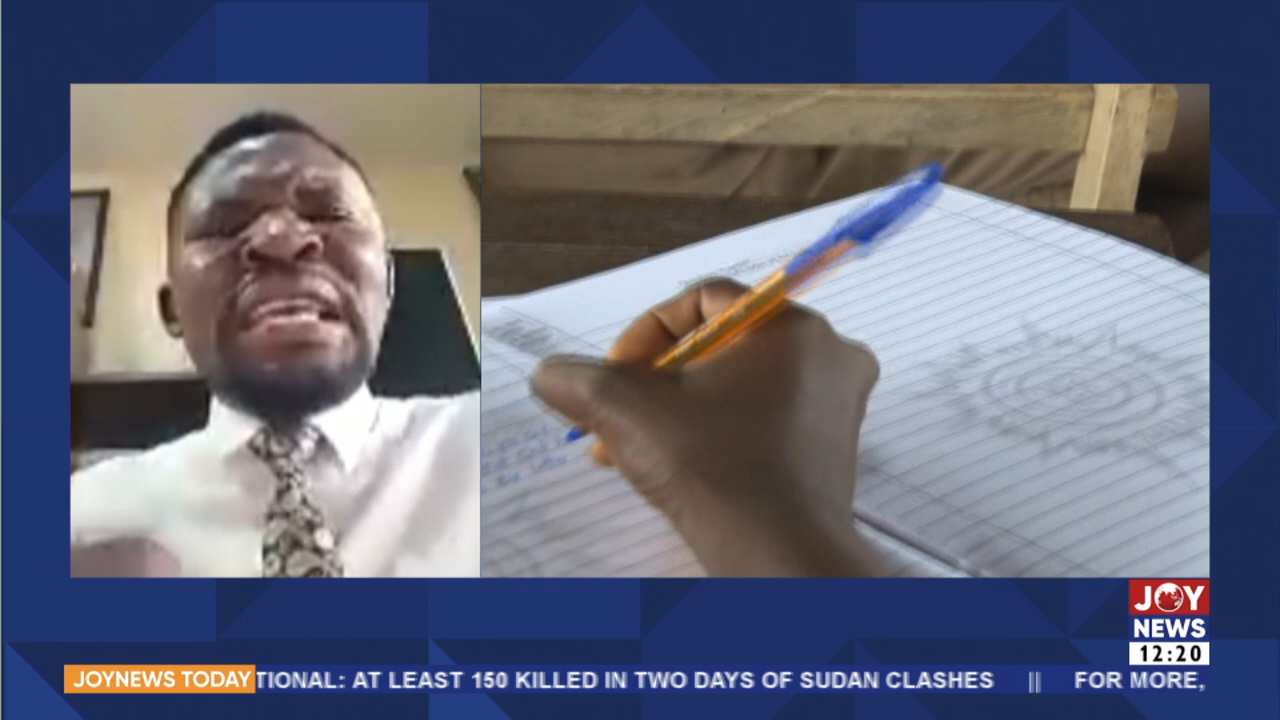 JOY
NEWS
12:20
JOYNEWS TODAY
TIONAL: AT LEAST 150 KILLED IN TWO DAYS OF SUDAN CLASHES || FOR MORE,